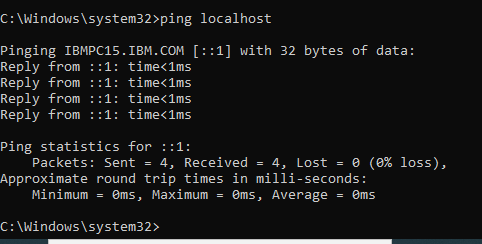 C:\Windows\system32>ping localhost
Pinging IBMPC15.IBM.COM [::1] with 32 bytes of data:
Reply from ::1: time<1ms
Reply from ::1: time<1ms
Reply from ::1: time<1ms
Reply from ::1: time<1ms
Ping statistics for ::1:
    Packets: Sent = 4, Received = 4, Lost = 0 (0% loss),
Approximate round trip times in milli-seconds:
    Minimum = 0ms, Maximum = 0ms, Average = 0ms
C:\Windows\system32>